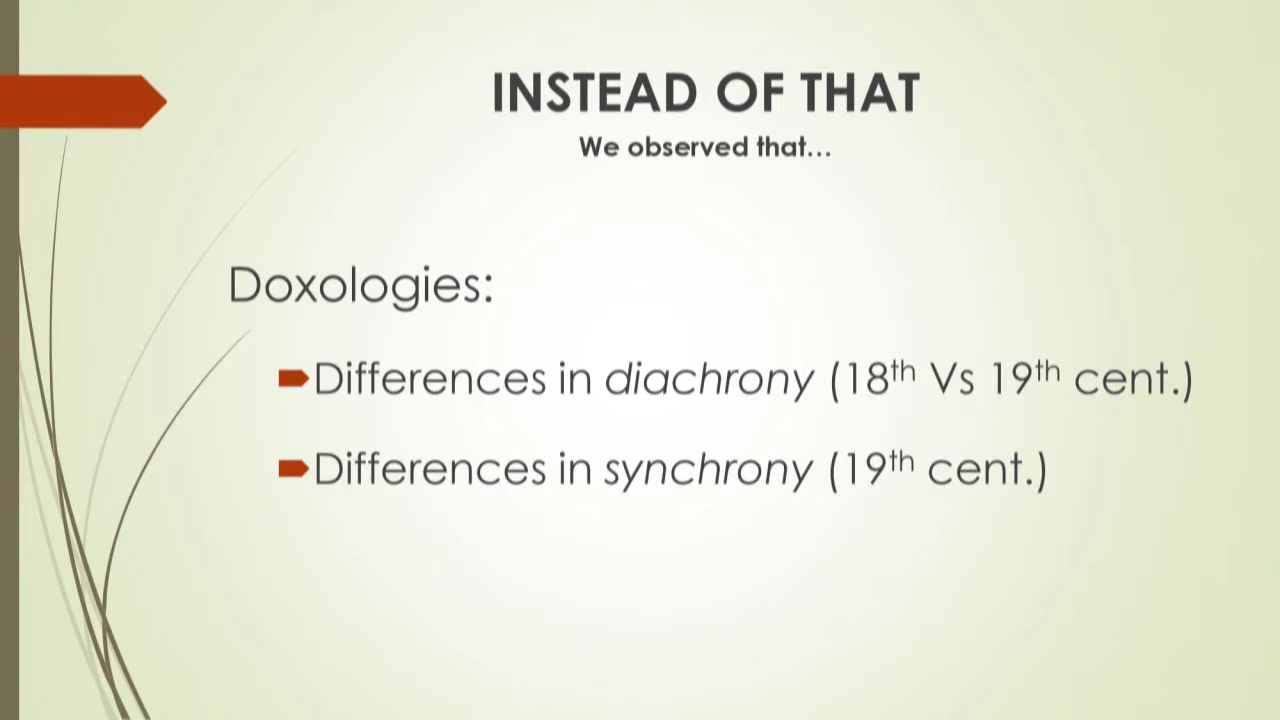 INSTEAD OF THAT
We observed that…
Doxologies:
Differences in diachrony (18th Vs 19th cent.)
Differences in synchrony (19th cent.)